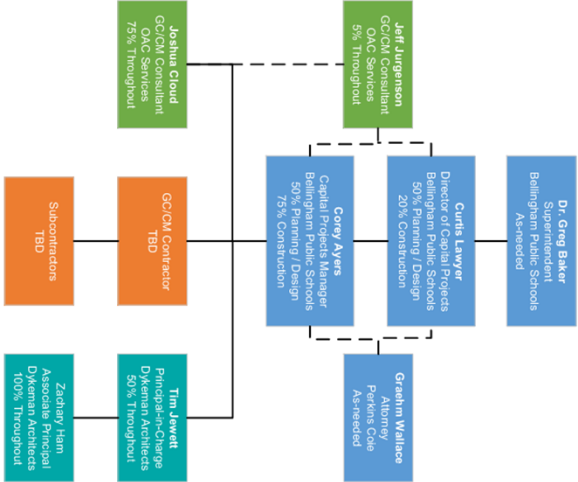 Dr. Greg Baker
Superintendent
Bellingham Public Schools
As-needed
Jeff Jurgenson
GC/CM Consultant
OAC Services
5% Throughout
Curtis Lawyer
Director of Capital Projects
Bellingham Public Schools
50% Planning / Design
20% Construction
Graehm Wallace
Attorney
Perkins Coie
As-needed
Corey Ayers
Capital Projects Manager
Bellingham Public Schools
50% Planning / Design
75% Construction
Joshua Cloud
GC/CM Consultant
OAC Services
75% Throughout
GC/CM Contractor
TBD
Tim Jewett
Principal-in-Charge
Dykeman Architects
50% Throughout
Subcontractors
TBD
Zachary Ham
Associate Principal
Dykeman Architects
100% Throughout